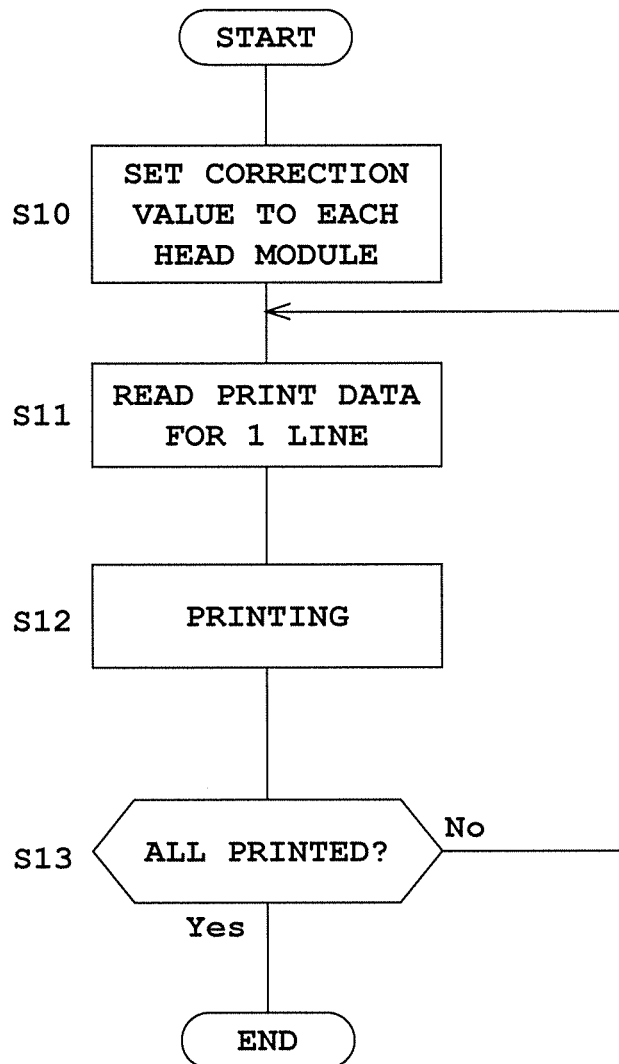 START
S10
SET CORRECTION
VALUE TO EACH
HEAD MODULE
S11
READ PRINT DATA
FOR 1 LINE
S12
PRINTING
S13
ALL PRINTED?
No
Yes
END